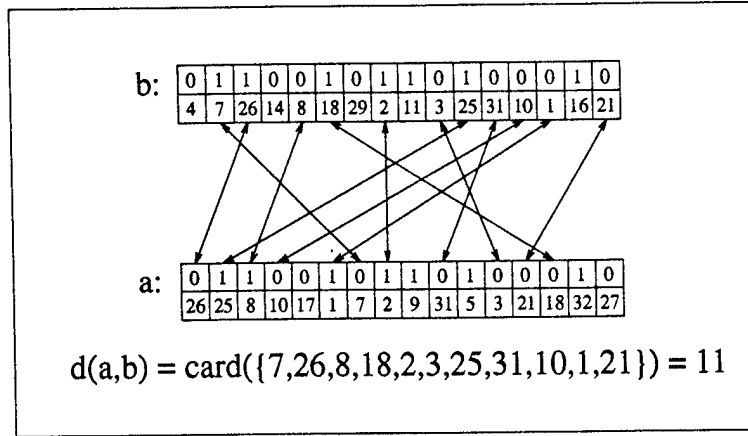 b: 0 1 1 0 0 1 0 1 1 0 1 0 0 0 1 0
4 7 26 14 8 18 29 2 11 3 25 31 10 1 16 21
a: 0 1 1 0 0 1 0 1 1 0 1 0 0 0 1 0
26 25 8 10 17 1 7 2 9 31 5 3 21 18 32 27
d(a,b) = card({7,26,8,18,2,3,25,31,10,1,21}) = 11